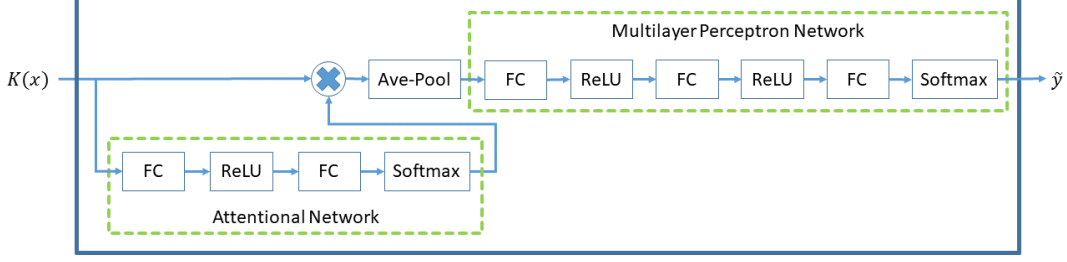 Multilayer Perceptron Network
K(x)
Ave-Pool
FC
ReLU
FC
ReLU
FC
Softmax
ỹ
FC
ReLU
FC
Softmax
Attentional Network